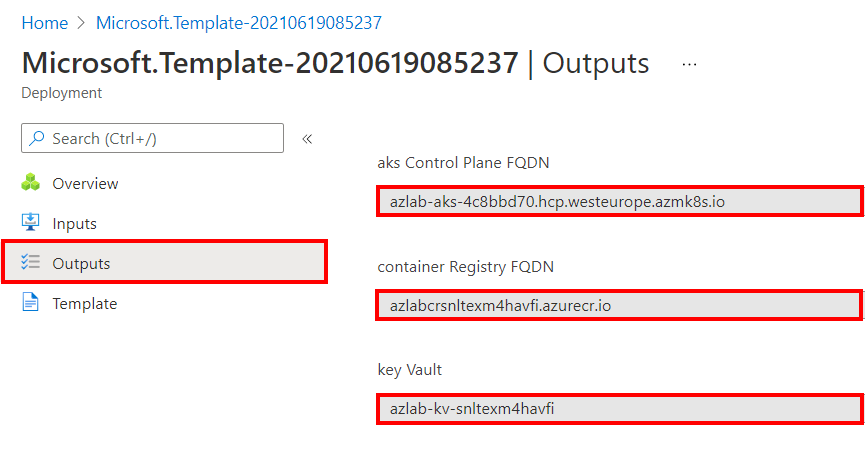 Home > Microsoft.Template-20210619085237
Microsoft.Template-20210619085237 | Outputs ...
Deployment
Search (Ctrl+/) «
Overview
Inputs
Outputs
Template
aks Control Plane FQDN
azlab-aks-4c8bbd70.hcp.westeurope.azmk8s.io
container Registry FQDN
azlabcrsnltexm4havfi.azurecr.io
key Vault
azlab-kv-snltexm4havfi